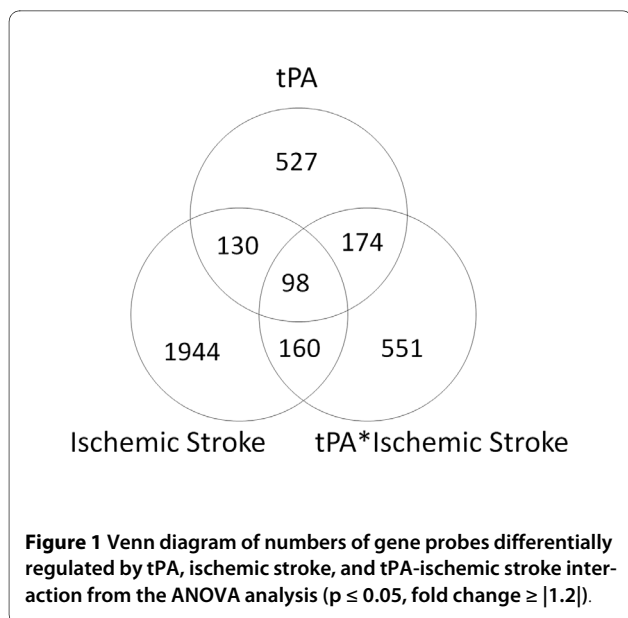 tPA
527
130
174
98
1944
160
551
Ischemic Stroke
tPA*Ischemic Stroke
Figure 1 Venn diagram of numbers of gene probes differentially
regulated by tPA, ischemic stroke, and tPA-ischemic stroke inter-
action from the ANOVA analysis (p ≤ 0.05, fold change ≥ |1.2|).